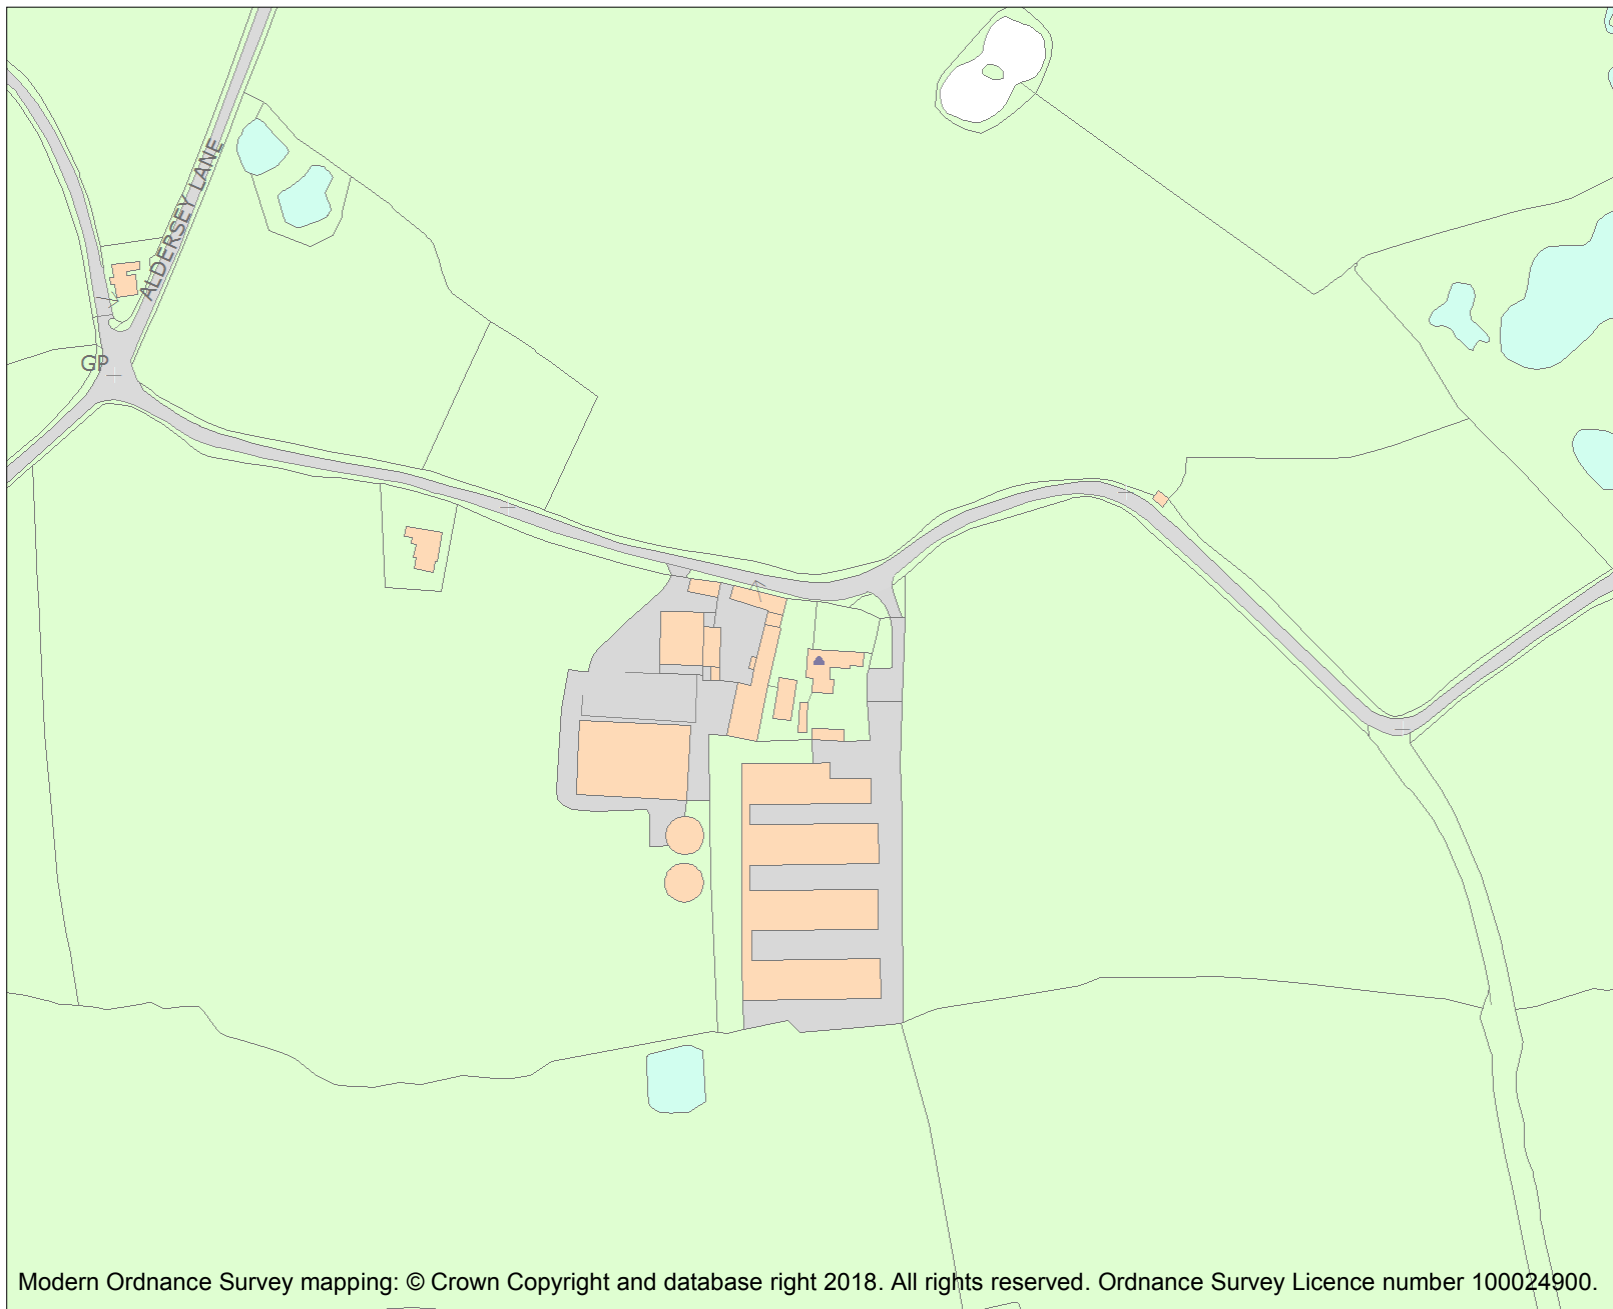 ALDERSEY LANE
GP
Modern Ordnance Survey mapping: © Crown Copyright and database right 2018. All rights reserved. Ordnance Survey Licence number 100024900.